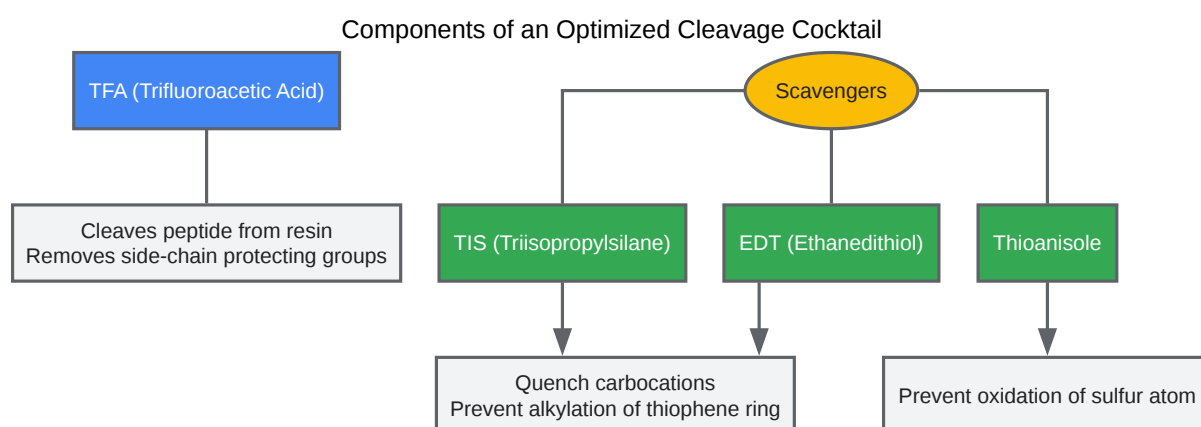 Components of an Optimized Cleavage Cocktail
TFA (Trifluoroacetic Acid)
Scavengers
Cleaves peptide from resin
Removes side-chain protecting groups
TIS (Triisopropylsilane)
EDT (Ethanedithiol)
Thioanisole
Quench carbocations
Prevent alkylation of thiophene ring
Prevent oxidation of sulfur atom